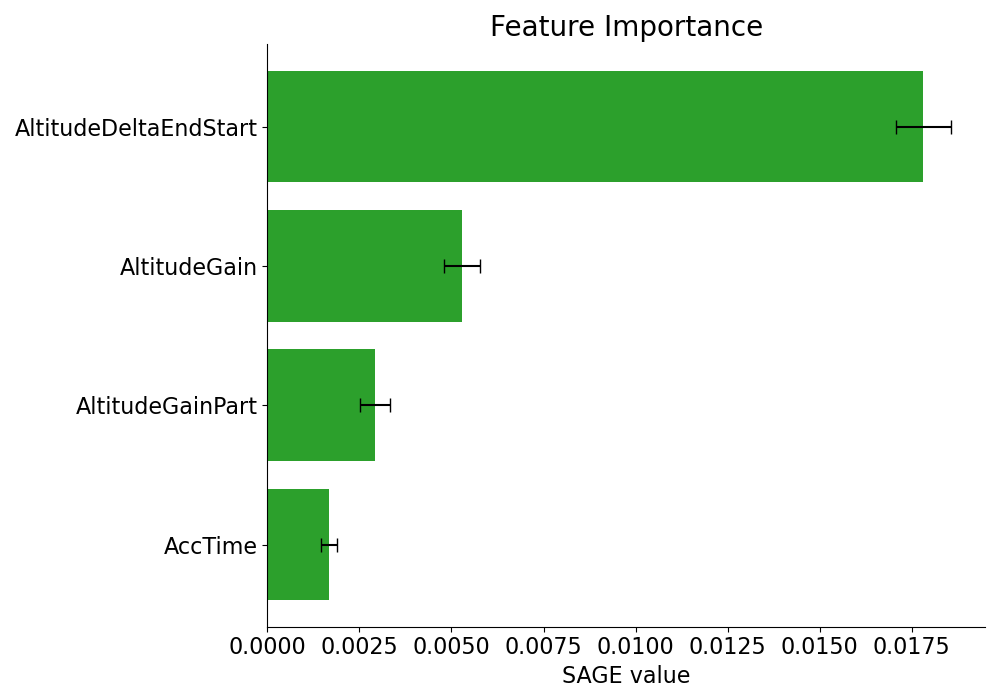 Feature Importance
AltitudeDeltaEndStart
AltitudeGain
AltitudeGainPart
AccTime
0.0000 0.0025 0.0050 0.0075 0.0100 0.0125 0.0150 0.0175
SAGE value